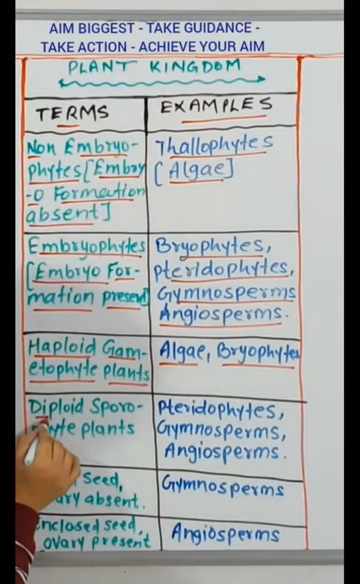 AIM BIGGEST - TAKE GUIDANCE -
TAKE ACTION - ACHIEVE YOUR AIM
PLANT KINGDOM
TERMS
EXAMPLES
Non Embryo-
phytes [Embry
-o Formation
absent]
Thallophytes
[Algae]
Embryophytes
[Embryo For-
mation present]
Bryophytes,
Pteridophytes,
Gymnosperms
Angiosperms.
Haploid Gam-
etophyte plants
Algae, Bryophytes
Diploid Sporo-
plants
Pteridophytes,
Gymnosperms,
Angiosperms.
Seed,
absent.
Gymnosperms
Seed,
ovary present
Angiosperms